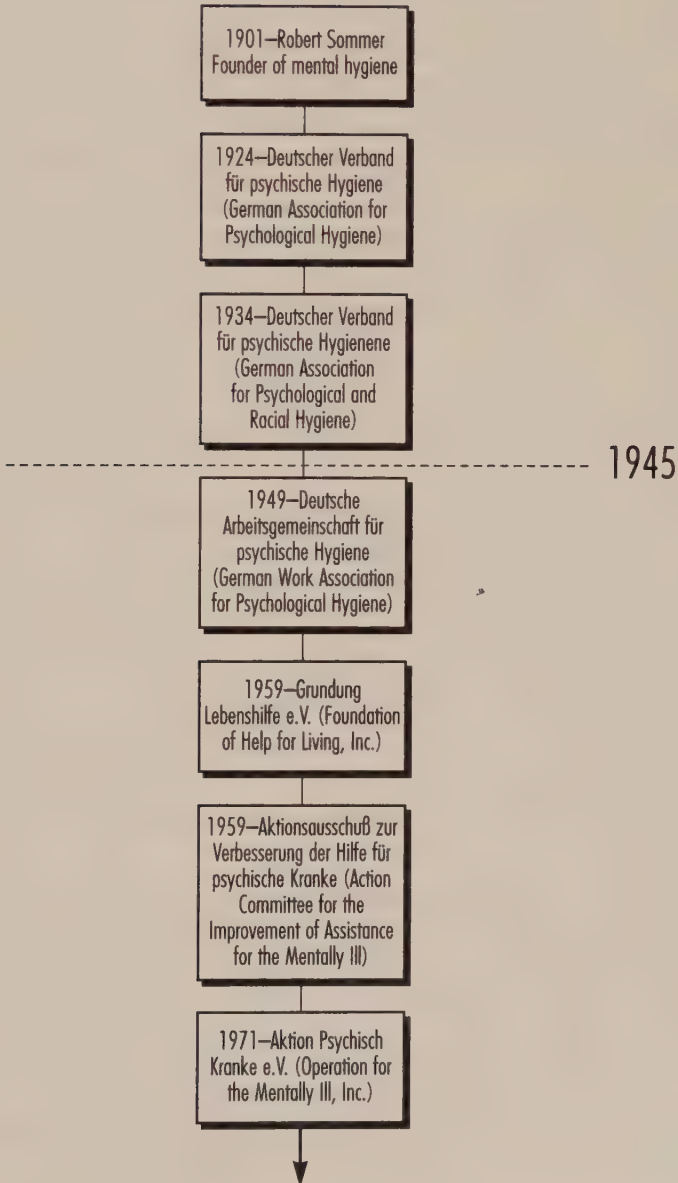 1901—Robert Sommer
Founder of mental hygiene
1924—Deutscher Verband
für psychische Hygiene
(German Association for
Psychological Hygiene)
1934—Deutscher Verband
für psychische Hygienene
(German Association
for Psychological and
Racial Hygiene)
1945
1949—Deutsche
Arbeitsgemeinschaft für
psychische Hygiene
(German Work Association
for Psychological Hygiene)
1959—Grundung
Lebenshilfe e.V. (Foundation
of Help for Living, Inc.)
1959—Aktionsausschuß zur
Verbesserung der Hilfe für
psychische Kranke (Action
Committee for the
Improvement of Assistance
for the Mentally Ill)
1971—Aktion Psychisch
Kranke e.V. (Operation for
the Mentally Ill, Inc.)